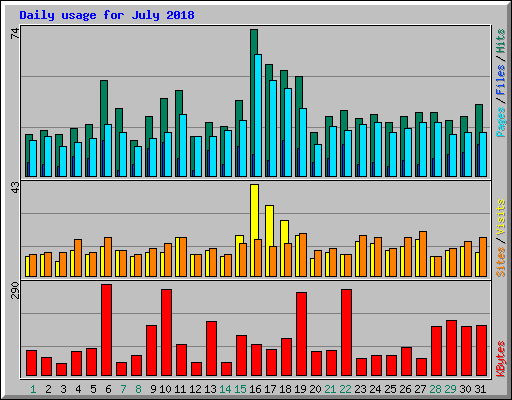 Daily usage for July 2018
74
Pages / Files / Hits
43
Sites / Visits
290
KBytes
1 2 3 4 5 6 7 8 9 10 11 12 13 14 15 16 17 18 19 20 21 22 23 24 25 26 27 28 29 30 31